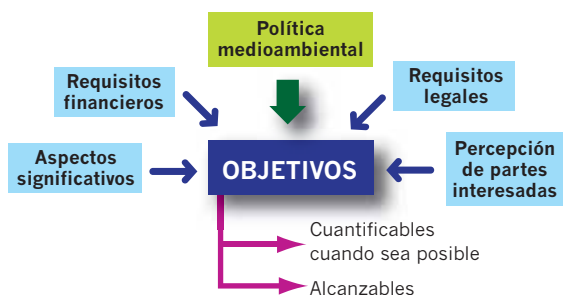 Política
medioambiental
Requisitos
financieros
Requisitos
legales
Aspectos
significativos
OBJETIVOS
Percepción
de partes
interesadas
Cuantificables
cuando sea posible
Alcanzables